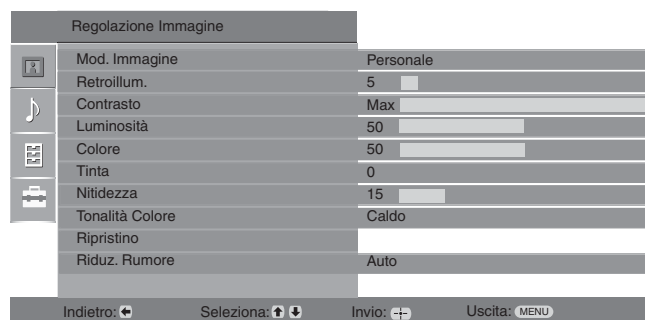 Regolazione Immagine
Mod. Immagine Personale
Retroillum. 5
Contrasto Max
Luminosità 50
Colore 50
Tinta 0
Nitidezza 15
Tonalità Colore Caldo
Ripristino
Riduz. Rumore Auto
Indietro: Seleziona: Invio: Uscita: MENU